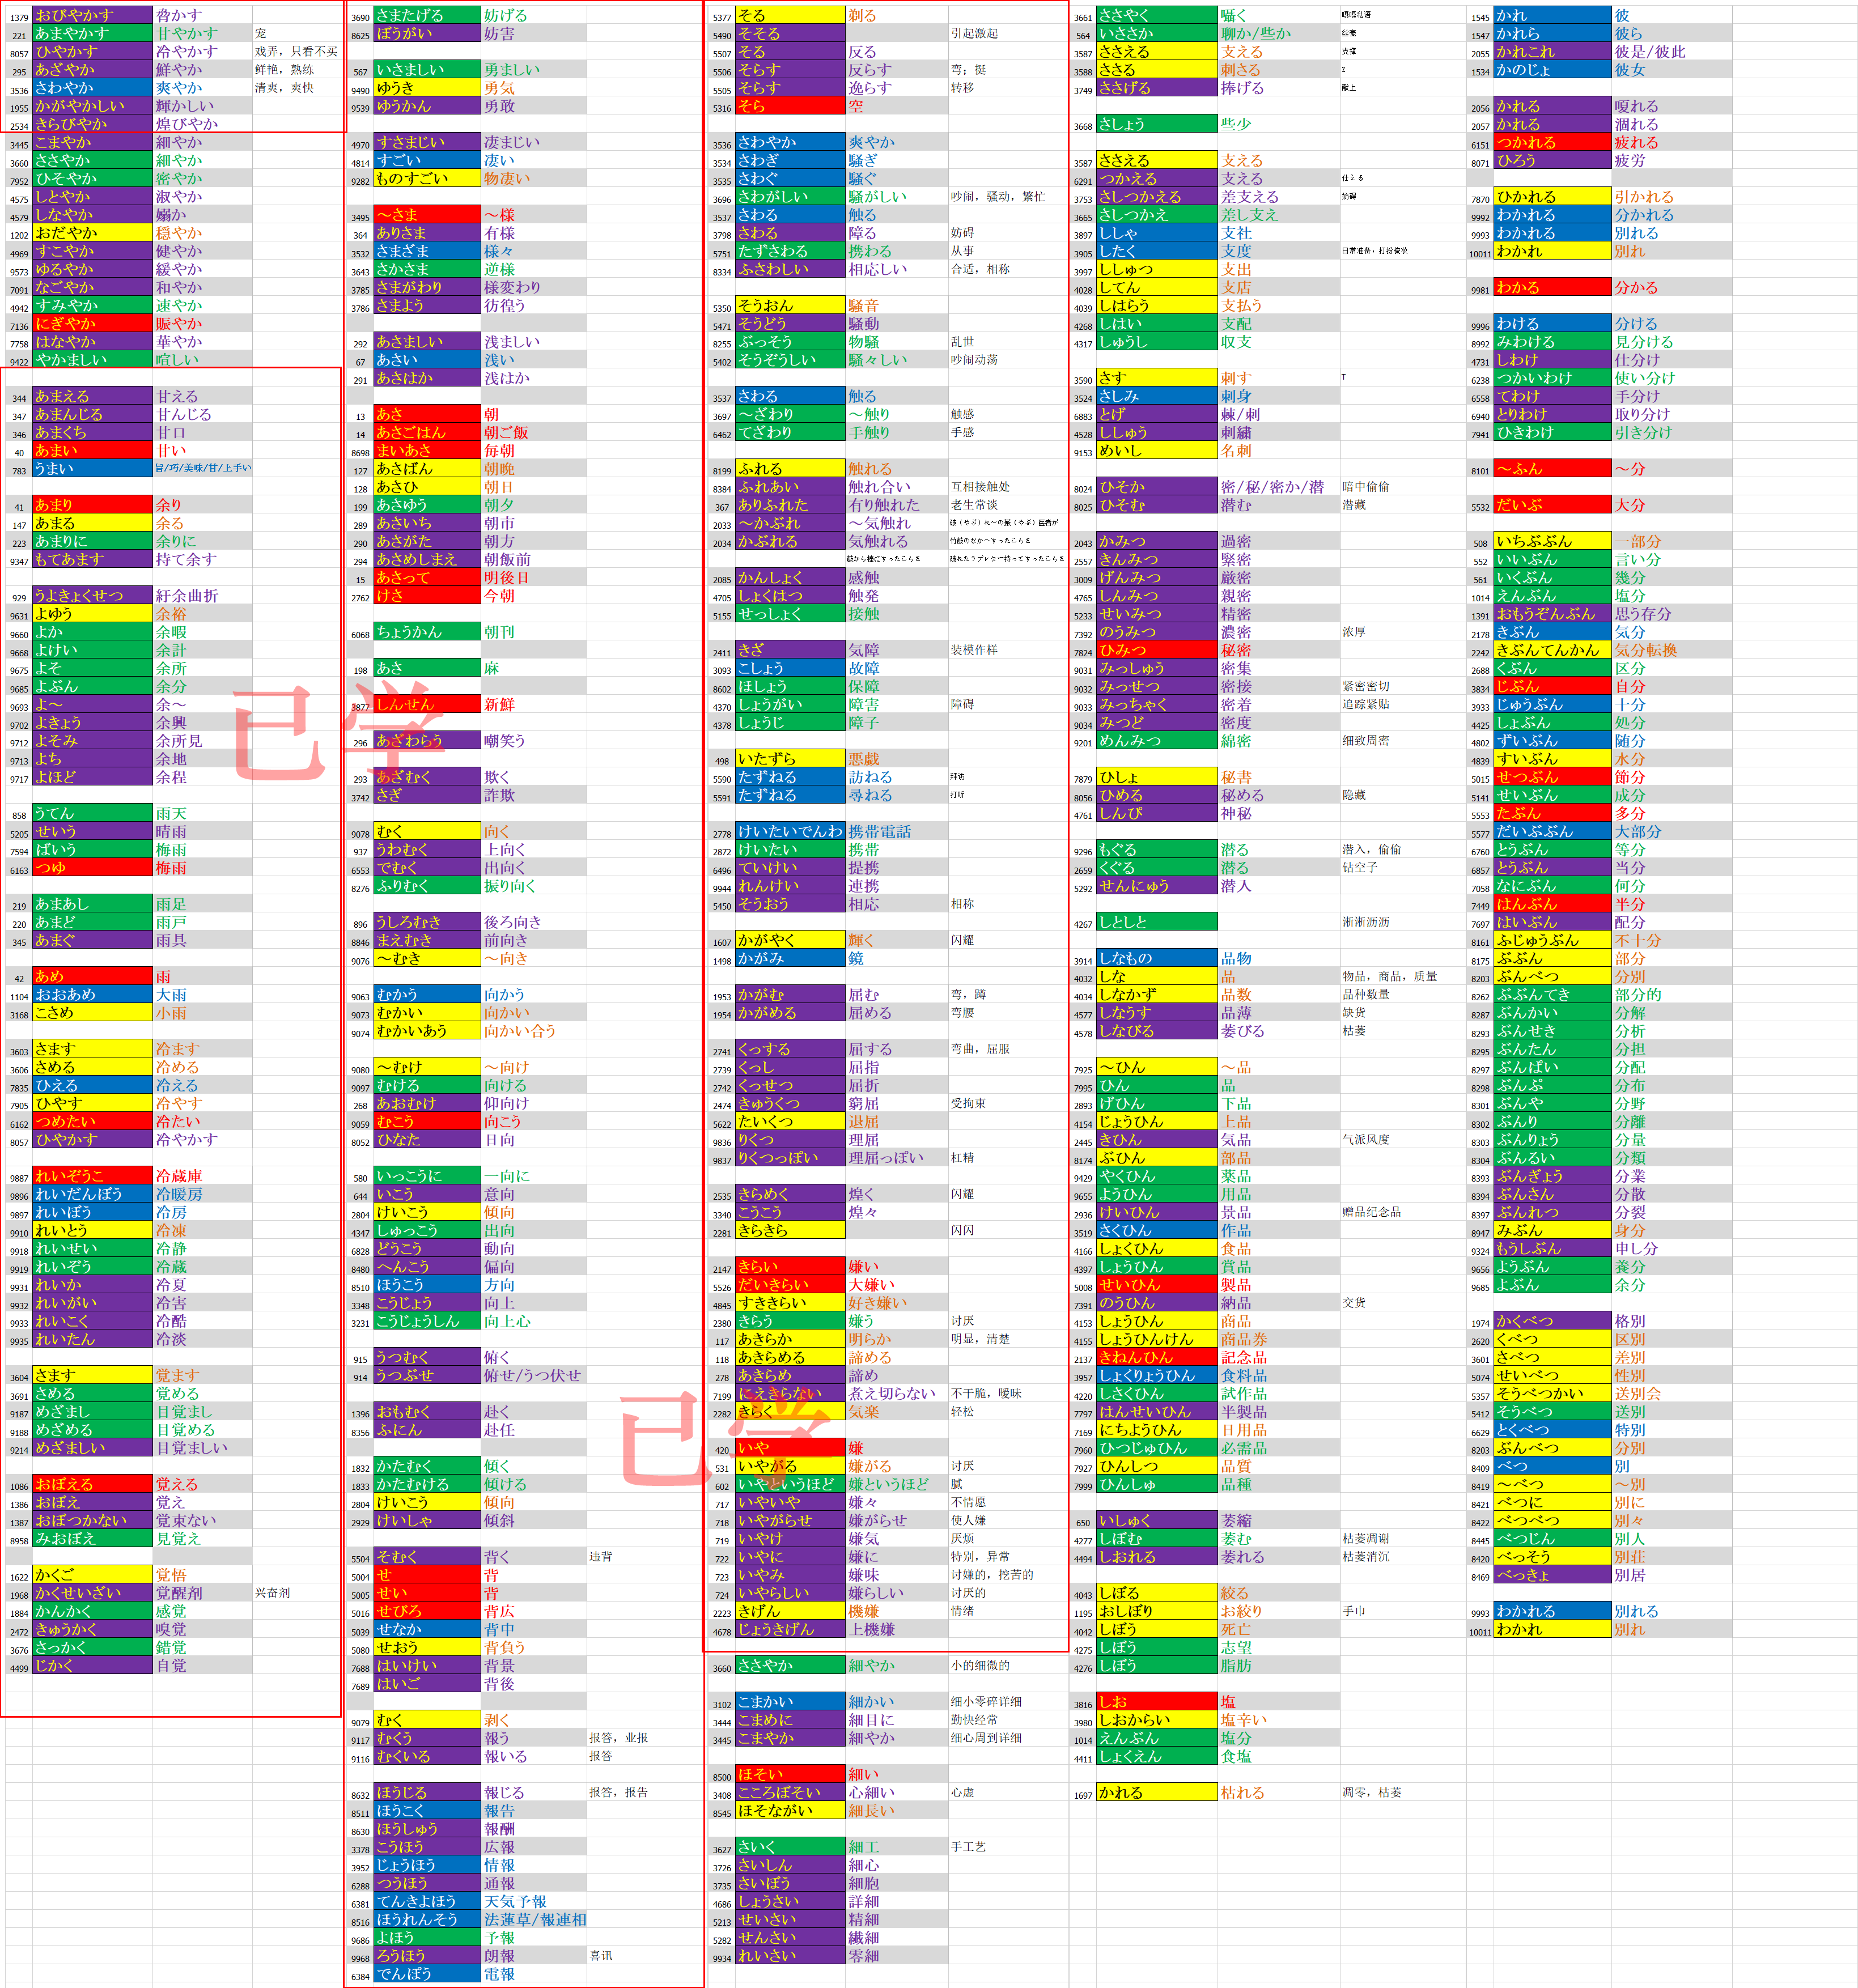 1379 おびやかす 脅かす
221 あまやかす 甘やかす 宠
8057 ひやかす 冷やかす 戏弄，只看不买
295 あざやか 鮮やか 鲜艳，熟练
3536 さわやか 爽やか 清爽，爽快
1955 かがやかしい 輝かしい
2534 きらびやか 煌びやか
3445 こまやか 細やか
3660 ささやか 細やか
7952 ひそやか 密やか
4575 しとやか 淑やか
4579 しなやか 嫋か
1202 おだやか 穏やか
4969 すこやか 健やか
9573 ゆるやか 緩やか
7091 なごやか 和やか
4942 すみやか 速やか
7136 にぎやか 賑やか
7758 はなやか 華やか
9422 やかましい 喧しい
344 あまえる 甘える
347 あまんじる 甘んじる
346 あまくち 甘口
40 あまい 甘い
783 うまい 旨/巧/美味/甘/上手い
41 あまり 余り
147 あまる 余る
223 あまりに 余りに
9347 もてあます 持て余す
929 うよきょくせつ 紆余曲折
9631 よゆう 余裕
9660 よか 余暇
9668 よけい 余計
9675 よそ 余所
9685 よぶん 余分
9693 よ～ 余～
9702 よきょう 余興
9712 よそみ 余所見
9713 よち 余地
9717 よほど 余程
858 うてん 雨天
5205 せいう 晴雨
7594 ばいう 梅雨
6163 つゆ 梅雨
219 あまあし 雨足
220 あまど 雨戸
345 あまぐ 雨具
42 あめ 雨
1104 おおあめ 大雨
3168 こさめ 小雨
3603 さます 冷ます
3606 さめる 冷める
7835 ひえる 冷える
7905 ひやす 冷やす
6162 つめたい 冷たい
8057 ひやかす 冷やかす
9887 れいぞうこ 冷蔵庫
9896 れいだんぼう 冷暖房
9897 れいぼう 冷房
9910 れいとう 冷凍
9918 れいせい 冷静
9919 れいぞう 冷蔵
9931 れいか 冷夏
9932 れいがい 冷害
9933 れいこく 冷酷
9935 れいたん 冷淡
3604 さます 覚ます
3691 さめる 覚める
9187 めざまし 目覚まし
9188 めざめる 目覚める
9214 めざましい 目覚ましい
1086 おぼえる 覚える
1386 おぼえ 覚え
1387 おぼつかない 覚束ない
8958 みおぼえ 見覚え
1622 かくご 覚悟
1968 かくせいざい 覚醒剤 兴奋剂
1884 かんかく 感覚
2472 きゅうかく 嗅覚
3676 さっかく 錯覚
4499 じかく 自覚
3690 さまたげる 妨げる
8625 ぼうがい 妨害
567 いさましい 勇ましい
9490 ゆうき 勇気
9539 ゆうかん 勇敢
4970 すさまじい 凄まじい
4814 すごい 凄い
9282 ものすごい 物凄い
3495 ～さま ～様
364 ありさま 有様
3532 さまざま 様々
3643 さかさま 逆様
3785 さまがわり 様変わり
3786 さまよう 彷徨う
292 あさましい 浅ましい
67 あさい 浅い
291 あさはか 浅はか
13 あさ 朝
14 あさごはん 朝ご飯
8698 まいあさ 毎朝
127 あさばん 朝晩
128 あさひ 朝日
199 あさゆう 朝夕
289 あさいち 朝市
290 あさがた 朝方
294 あさめしまえ 朝飯前
15 あさって 明後日
2762 けさ 今朝
6068 ちょうかん 朝刊
198 あさ 麻
3877 しんせん 新鮮
296 あざわらう 嘲笑う
293 あざむく 欺く
3742 さぎ 詐欺
9078 むく 向く
937 うわむく 上向く
6553 でむく 出向く
8276 ふりむく 振り向く
896 うしろむき 後ろ向き
8846 まえむき 前向き
9076 ～むき ～向き
9063 むかう 向かう
9073 むかい 向かい
9074 むかいあう 向かい合う
9080 ～むけ ～向け
9097 むける 向ける
268 あおむけ 仰向け
9059 むこう 向こう
8052 ひなた 日向
580 いっこうに 一向に
644 いこう 意向
2804 けいこう 傾向
4347 しゅっこう 出向
6828 どうこう 動向
8480 へんこう 偏向
8510 ほうこう 方向
3348 こうじょう 向上
3231 こうじょうしん 向上心
915 うつむく 俯く
914 うつぶせ 俯せ/うつ伏せ
1396 おもむく 赴く
8356 ふにん 赴任
1832 かたむく 傾く
1833 かたむける 傾ける
2804 けいこう 傾向
2929 けいしゃ 傾斜
5504 そむく 背く 违背
5004 せ 背
5005 せい 背
5016 せびろ 背広
5039 せなか 背中
5080 せおう 背負う
7688 はいけい 背景
7689 はいご 背後
9079 むく 剥く
9117 むくう 報う 报答，业报
9116 むくいる 報いる 报答
8632 ほうじる 報じる 报答，报告
8511 ほうこく 報告
8630 ほうしゅう 報酬
3378 こうほう 広報
3952 じょうほう 情報
6288 つうほう 通報
6381 てんきよほう 天気予報
8516 ほうれんそう 法蓮草/報連相
9686 よほう 予報
9968 ろうほう 朗報 喜讯
6384 でんぽう 電報
5377 そる 剃る
5490 そそる 引起激起
5507 そる 反る
5506 そらす 反らす 弯；挺
5505 そらす 逸らす 转移
5316 そら 空
3536 さわやか 爽やか
3534 さわぎ 騒ぎ
3535 さわぐ 騒ぐ
3696 さわがしい 騒がしい 吵闹，骚动，繁忙
3537 さわる 触る
3798 さわる 障る 妨碍
5751 たずさわる 携わる 从事
8334 ふさわしい 相応しい 合适，相称
5350 そうおん 騒音
5471 そうどう 騒動
8255 ぶっそう 物騒 乱世
5402 そうぞうしい 騒々しい 吵闹动荡
3537 さわる 触る
3697 ～ざわり ～触り 触感
6462 てざわり 手触り 手感
8199 ふれる 触れる
8384 ふれあい 触れ合い 互相接触处
367 ありふれた 有り触れた 老生常谈
2033 ～かぶれ ～気触れ 破（やぶ）れ～の藪（やぶ）医者が
2034 かぶれる 気触れる 竹藪のなか～すったこらさ
藪から棒にすったこらさ 破れたラブレター持ってすったこらさ
2085 かんしょく 感触
4705 しょくはつ 触発
5155 せっしょく 接触
2411 きざ 気障 装模作样
3093 こしょう 故障
8602 ほしょう 保障
4370 しょうがい 障害 障碍
4378 しょうじ 障子
498 いたずら 悪戯
5590 たずねる 訪ねる 拜访
5591 たずねる 尋ねる 打听
2778 けいたいでんわ 携帯電話
2872 けいたい 携帯
6496 ていけい 提携
9944 れんけい 連携
5450 そうおう 相応 相称
1607 かがやく 輝く 闪耀
1498 かがみ 鏡
1953 かがむ 屈む 弯，蹲
1954 かがめる 屈める 弯腰
2741 くっする 屈する 弯曲，屈服
2739 くっし 屈指
2742 くっせつ 屈折
2474 きゅうくつ 窮屈 受拘束
5622 たいくつ 退屈
9836 りくつ 理屈
9837 りくつっぽい 理屈っぽい 杠精
2535 きらめく 煌く 闪耀
3340 こうこう 煌々
2281 きらきら 闪闪
2147 きらい 嫌い
5526 だいきらい 大嫌い
4845 すききらい 好き嫌い
2380 きらう 嫌う 讨厌
117 あきらか 明らか 明显，清楚
118 あきらめる 諦める
278 あきらめ 諦め
7199 にえきらない 煮え切らない 不干脆，暧昧
2282 きらく 気楽 轻松
420 いや 嫌
531 いやがる 嫌がる 讨厌
602 いやというほど 嫌というほど 腻
717 いやいや 嫌々 不情愿
718 いやがらせ 嫌がらせ 使人嫌
719 いやけ 嫌気 厌烦
722 いやに 嫌に 特别，异常
723 いやみ 嫌味 讨嫌的，挖苦的
724 いやらしい 嫌らしい 讨厌的
2223 きげん 機嫌 情绪
4678 じょうきげん 上機嫌
3660 ささやか 細やか 小的细微的
3102 こまかい 細かい 细小零碎详细
3444 こまめに 細目に 勤快经常
3445 こまやか 細やか 细心周到详细
8500 ほそい 細い
3408 こころぼそい 心細い 心虚
8545 ほそながい 細長い
3627 さいく 細工 手工艺
3726 さいしん 細心
3735 さいぼう 細胞
4686 しょうさい 詳細
5213 せいさい 精細
5282 せんさい 繊細
9934 れいさい 零細
3661 ささやく 囁く 嗫嗫私语
564 いささか 聊か/些か 丝毫
3587 ささえる 支える 支撑
3588 ささる 刺さる Z
3749 ささげる 捧げる 献上
3668 さしょう 些少
3587 ささえる 支える
6291 つかえる 支える 仕える
3753 さしつかえる 差支える 妨碍
3665 さしつかえ 差し支え
3897 ししゃ 支社
3905 したく 支度 日常准备，打扮梳妆
3997 ししゅつ 支出
4028 してん 支店
4039 しはらう 支払う
4268 しはい 支配
4317 しゅうし 収支
3590 さす 刺す T
3524 さしみ 刺身
6883 とげ 棘/刺
4528 ししゅう 刺繍
9153 めいし 名刺
8024 ひそか 密/秘/密か/潜 暗中偷偷
8025 ひそむ 潜む 潜藏
2043 かみつ 過密
2557 きんみつ 緊密
3009 げんみつ 厳密
4765 しんみつ 親密
5233 せいみつ 精密
7392 のうみつ 濃密 浓厚
7824 ひみつ 秘密
9031 みっしゅう 密集
9032 みっせつ 密接 紧密密切
9033 みっちゃく 密着 追踪紧贴
9034 みつど 密度
9201 めんみつ 綿密 细致周密
7879 ひしょ 秘書
8056 ひめる 秘める 隐藏
4761 しんぴ 神秘
9296 もぐる 潜る 潜入，偷偷
2659 くぐる 潜る 钻空子
5292 せんにゅう 潜入
4267 しとしと 淅淅沥沥
3914 しなもの 品物
4032 しな 品 物品，商品，质量
4034 しなかず 品数 品种数量
4577 しなうす 品薄 缺货
4578 しなびる 萎びる 枯萎
7925 ～ひん ～品
7995 ひん 品
2893 げひん 下品
4154 じょうひん 上品
2445 きひん 気品 气派风度
8174 ぶひん 部品
9429 やくひん 薬品
9655 ようひん 用品
2936 けいひん 景品 赠品纪念品
3519 さくひん 作品
4166 しょくひん 食品
4397 しょうひん 賞品
5008 せいひん 製品
7391 のうひん 納品 交货
4153 しょうひん 商品
4155 しょうひんけん 商品券
2137 きねんひん 記念品
3957 しょくりょうひん 食料品
4220 しさくひん 試作品
7797 はんせいひん 半製品
7169 にちようひん 日用品
7960 ひつじゅひん 必需品
7927 ひんしつ 品質
7999 ひんしゅ 品種
650 いしゅく 萎縮
4277 しぼむ 萎む 枯萎凋谢
4494 しおれる 萎れる 枯萎消沉
4043 しぼる 絞る
1195 おしぼり お絞り 手巾
4042 しぼう 死亡
4275 しぼう 志望
4276 しぼう 脂肪
3816 しお 塩
3980 しおからい 塩辛い
1014 えんぶん 塩分
4411 しょくえん 食塩
1697 かれる 枯れる 凋零，枯萎
1545 かれ 彼
1547 かれら 彼ら
2055 かれこれ 彼是/彼此
1534 かのじょ 彼女
2056 かれる 嗄れる
2057 かれる 涸れる
6151 つかれる 疲れる
8071 ひろう 疲労
7870 ひかれる 引かれる
9992 わかれる 分かれる
9993 わかれる 別れる
10011 わかれ 別れ
9981 わかる 分かる
9996 わける 分ける
8992 みわける 見分ける
4731 しわけ 仕分け
6238 つかいわけ 使い分け
6558 てわけ 手分け
6940 とりわけ 取り分け
7941 ひきわけ 引き分け
8101 ～ふん ～分
5532 だいぶ 大分
508 いちぶぶん 一部分
552 いいぶん 言い分
561 いくぶん 幾分
1014 えんぶん 塩分
1391 おもうぞんぶん 思う存分
2178 きぶん 気分
2242 きぶんてんかん 気分転換
2688 くぶん 区分
3834 じぶん 自分
3933 じゅうぶん 十分
4425 しょぶん 処分
4802 ずいぶん 随分
4839 すいぶん 水分
5015 せつぶん 節分
5141 せいぶん 成分
5553 たぶん 多分
5577 だいぶぶん 大部分
6760 とうぶん 等分
6857 とうぶん 当分
7058 なにぶん 何分
7449 はんぶん 半分
7697 はいぶん 配分
8161 ふじゅうぶん 不十分
8175 ぶぶん 部分
8203 ぶんべつ 分別
8262 ぶぶんてき 部分的
8287 ぶんかい 分解
8293 ぶんせき 分析
8295 ぶんたん 分担
8297 ぶんぱい 分配
8298 ぶんぷ 分布
8301 ぶんや 分野
8302 ぶんり 分離
8303 ぶんりょう 分量
8304 ぶんるい 分類
8393 ぶんぎょう 分業
8394 ぶんさん 分散
8397 ぶんれつ 分裂
8947 みぶん 身分
9324 もうしぶん 申し分
9656 ようぶん 養分
9685 よぶん 余分
1974 かくべつ 格別
2620 くべつ 区別
3601 さべつ 差別
5074 せいべつ 性別
5357 そうべつかい 送別会
5412 そうべつ 送別
6629 とくべつ 特別
8203 ぶんべつ 分別
8409 べつ 別
8419 ～べつ ～別
8421 べつに 別に
8422 べつべつ 別々
8445 べつじん 別人
8420 べっそう 別荘
8469 べっきょ 別居
9993 わかれる 別れる
10011 わかれ 別れ
已学
已学